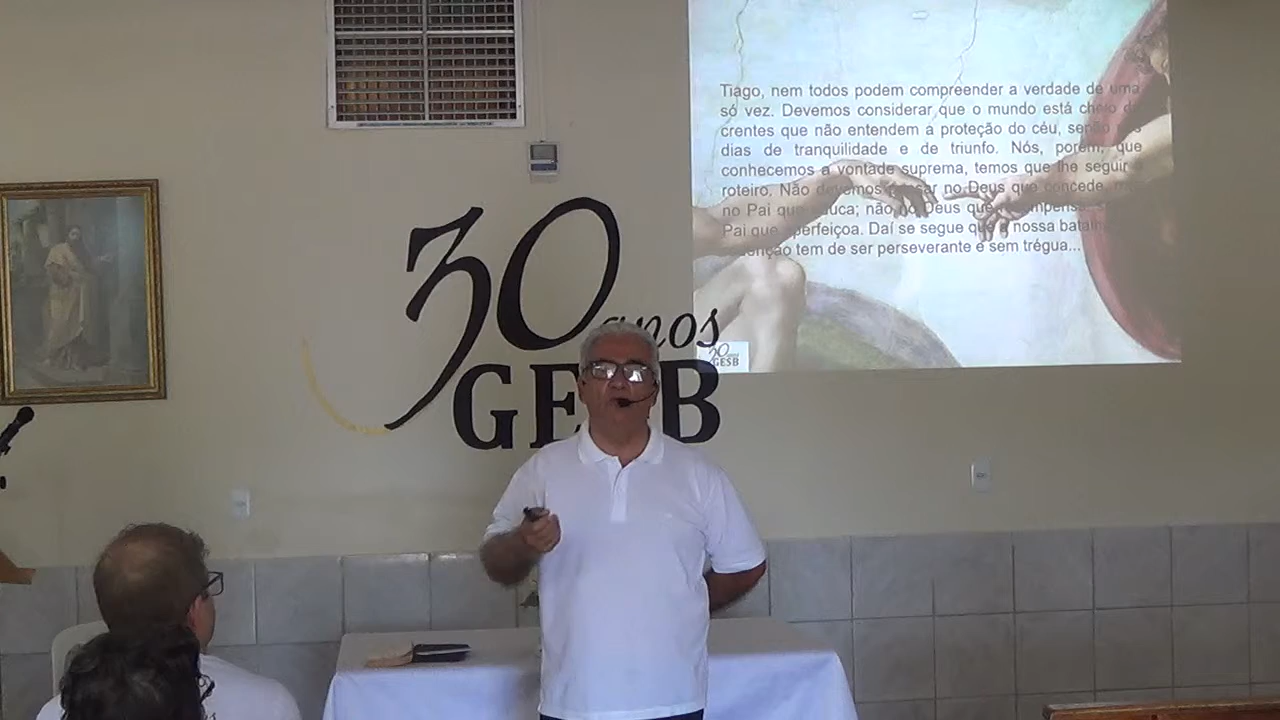 Tiago, nem todos podem compreender a verdade de uma
só vez. Devemos considerar que o mundo está cheio de
crentes que não entendem a proteção do céu, senão nos
dias de tranquilidade e de triunfo. Nós, porém, que
conhecemos a vontade suprema, temos que lhe seguir o
roteiro. Não devemos pensar no Deus que concede, mas
no Pai que educa; não no Deus que recompensa,
Pai que aperfeiçoa. Daí se segue que a nossa batalha
tem de ser perseverante e sem trégua...
30 anos
GESB
30 anos
GESB